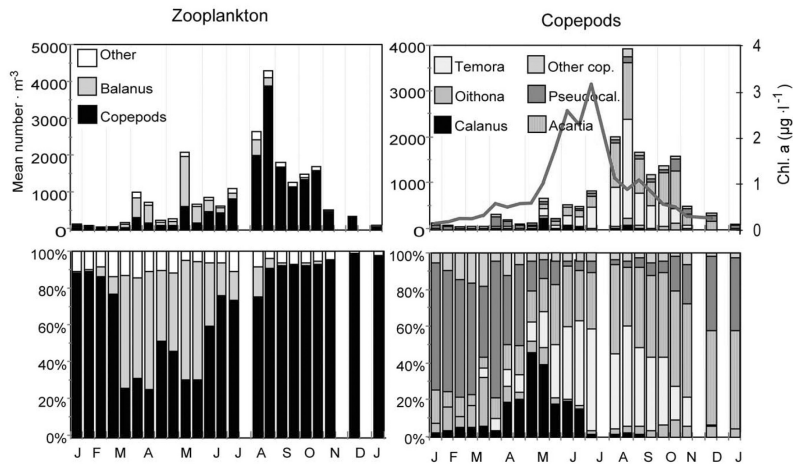 Zooplankton
Mean number · m-3
5000
4000
3000
2000
1000
O
Other
Balanus
Copepods
100%
80%
60%
40%
20%
0%
J F M A M J J A S O N D J
Copepods
4000
3000
2000
1000
O
Temora
Oithona
Calanus
Other cop.
Pseudocal.
Acartia
4
3
2
1
0
Chl. a (µg ·l-1)
100%
80%
60%
40%
20%
0%
J F M A M J J A S O N D J